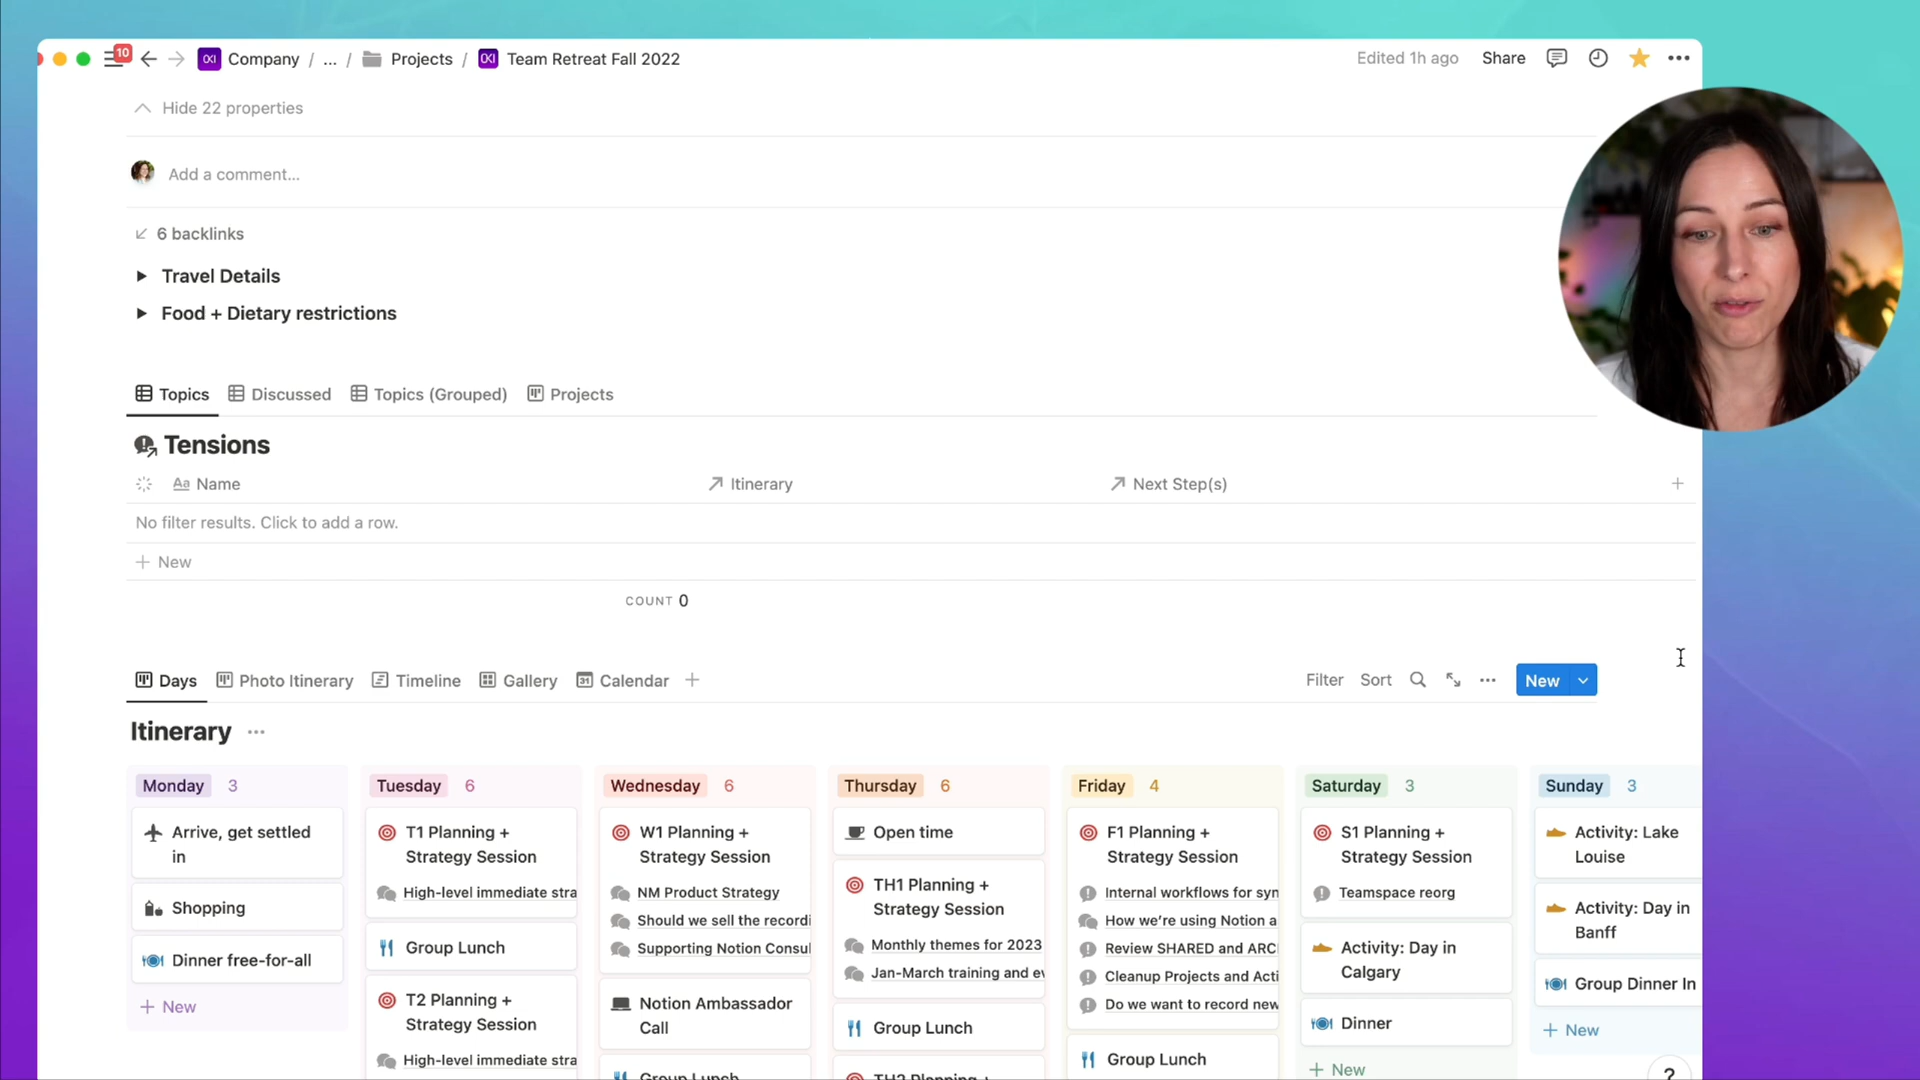 10
Company / ... / Projects / Team Retreat Fall 2022
Edited 1h ago Share
Hide 22 properties
Add a comment...
6 backlinks
Travel Details
Food + Dietary restrictions
Topics Discussed Topics (Grouped) Projects
Tensions
Aa Name Itinerary Next Step(s)
No filter results. Click to add a row.
+ New
COUNT 0
Days Photo Itinerary Timeline Gallery Calendar
Filter Sort New
Itinerary
Monday 3
Arrive, get settled
in
Shopping
Dinner free-for-all
+ New
Tuesday 6
T1 Planning +
Strategy Session
High-level immediate stra
Group Lunch
T2 Planning +
Strategy Session
High-level immediate stra
Wednesday 6
W1 Planning +
Strategy Session
NM Product Strategy
Should we sell the recordi
Supporting Notion Consul
Notion Ambassador
Call
Group Lunch
Thursday 6
Open time
TH1 Planning +
Strategy Session
Monthly themes for 2023
Jan-March training and ev
Group Lunch
TH2 Planning +
Friday 4
F1 Planning +
Strategy Session
Internal workflows for syn
How we're using Notion a
Review SHARED and ARC
Cleanup Projects and Acti
Do we want to record new
Group Lunch
Saturday 3
S1 Planning +
Strategy Session
Teamspace reorg
Activity: Day in
Calgary
Dinner
+ New
Sunday 3
Activity: Lake
Louise
Activity: Day in
Banff
Group Dinner In
+ New
?